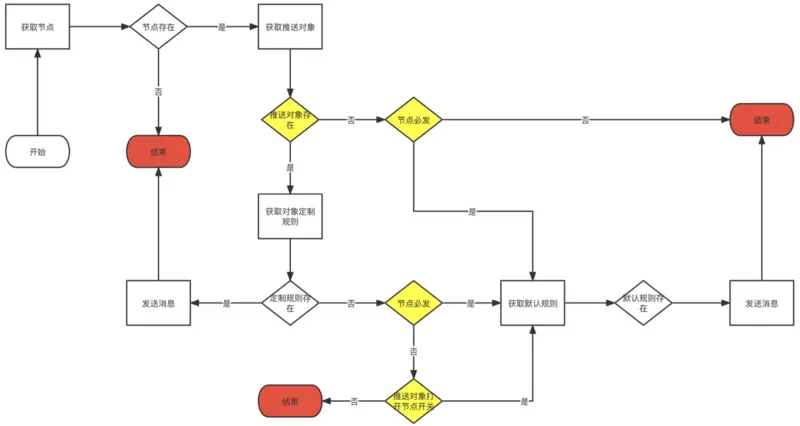 获取节点
节点存在
是
获取推送对象
否
推送对象存
在
否
节点必发
否
结束
开始
结束
是
获取对象定制
规则
是
发送消息
是
定制规则存
在
否
节点必发
是
获取默认规则
默认规则存
在
发送消息
否
结束
否
推送对象打
开节点开关
是